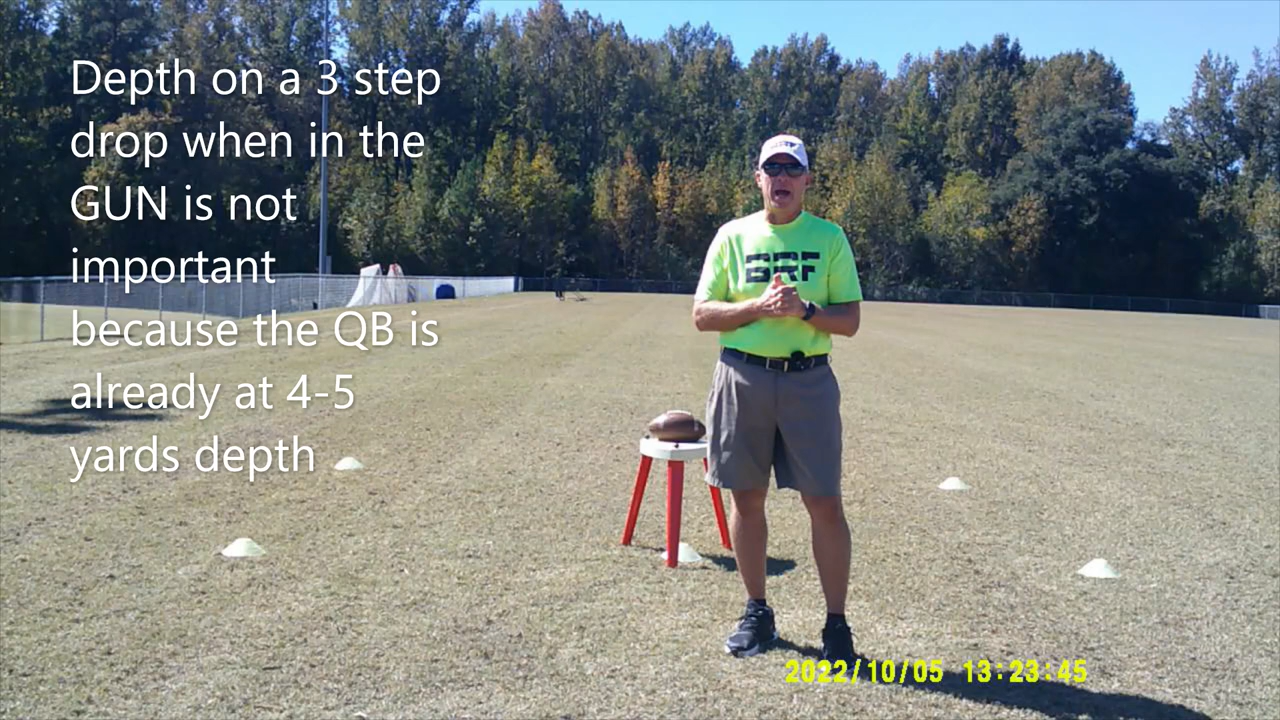 Depth on a 3 step
drop when in the
GUN is not
important
because the QB is
already at 4-5
yards depth
BRF
2022/10/05 13:23:45